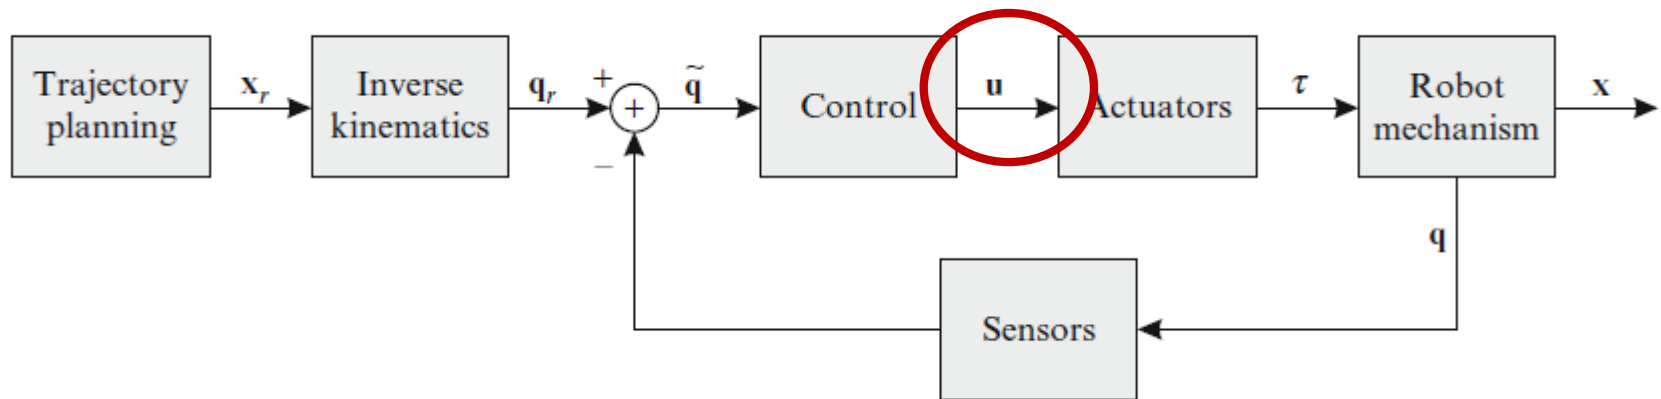 Trajectory
planning
x_r
Inverse
kinematics
q_r
+
+
−
q̃
Control
u
Actuators
τ
Robot
mechanism
x
q
Sensors